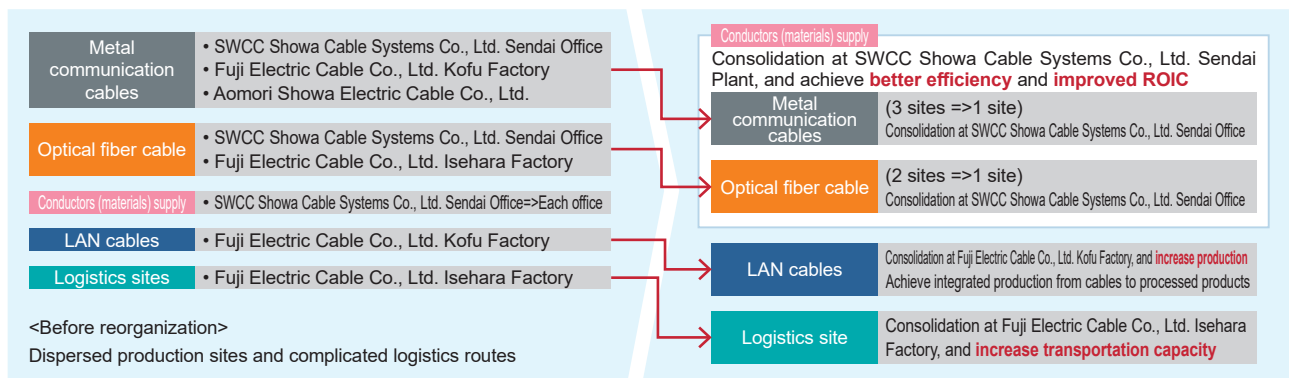 Metal
communication
cables
• SWCC Showa Cable Systems Co., Ltd. Sendai Office
• Fuji Electric Cable Co., Ltd. Kofu Factory
• Aomori Showa Electric Cable Co., Ltd.
Optical fiber cable
• SWCC Showa Cable Systems Co., Ltd. Sendai Office
• Fuji Electric Cable Co., Ltd. Isehara Factory
Conductors (materials) supply
• SWCC Showa Cable Systems Co., Ltd. Sendai Office=>Each office
LAN cables
• Fuji Electric Cable Co., Ltd. Kofu Factory
Logistics sites
• Fuji Electric Cable Co., Ltd. Isehara Factory
<Before reorganization>
Dispersed production sites and complicated logistics routes
Conductors (materials) supply
Consolidation at SWCC Showa Cable Systems Co., Ltd. Sendai
Plant, and achieve better efficiency and improved ROIC
Metal
communication
cables
(3 sites =>1 site)
Consolidation at SWCC Showa Cable Systems Co., Ltd. Sendai Office
Optical fiber cable
(2 sites =>1 site)
Consolidation at SWCC Showa Cable Systems Co., Ltd. Sendai Office
LAN cables
Consolidation at Fuji Electric Cable Co., Ltd. Kofu Factory, and increase production
Achieve integrated production from cables to processed products
Logistics site
Consolidation at Fuji Electric Cable Co., Ltd. Isehara
Factory, and increase transportation capacity